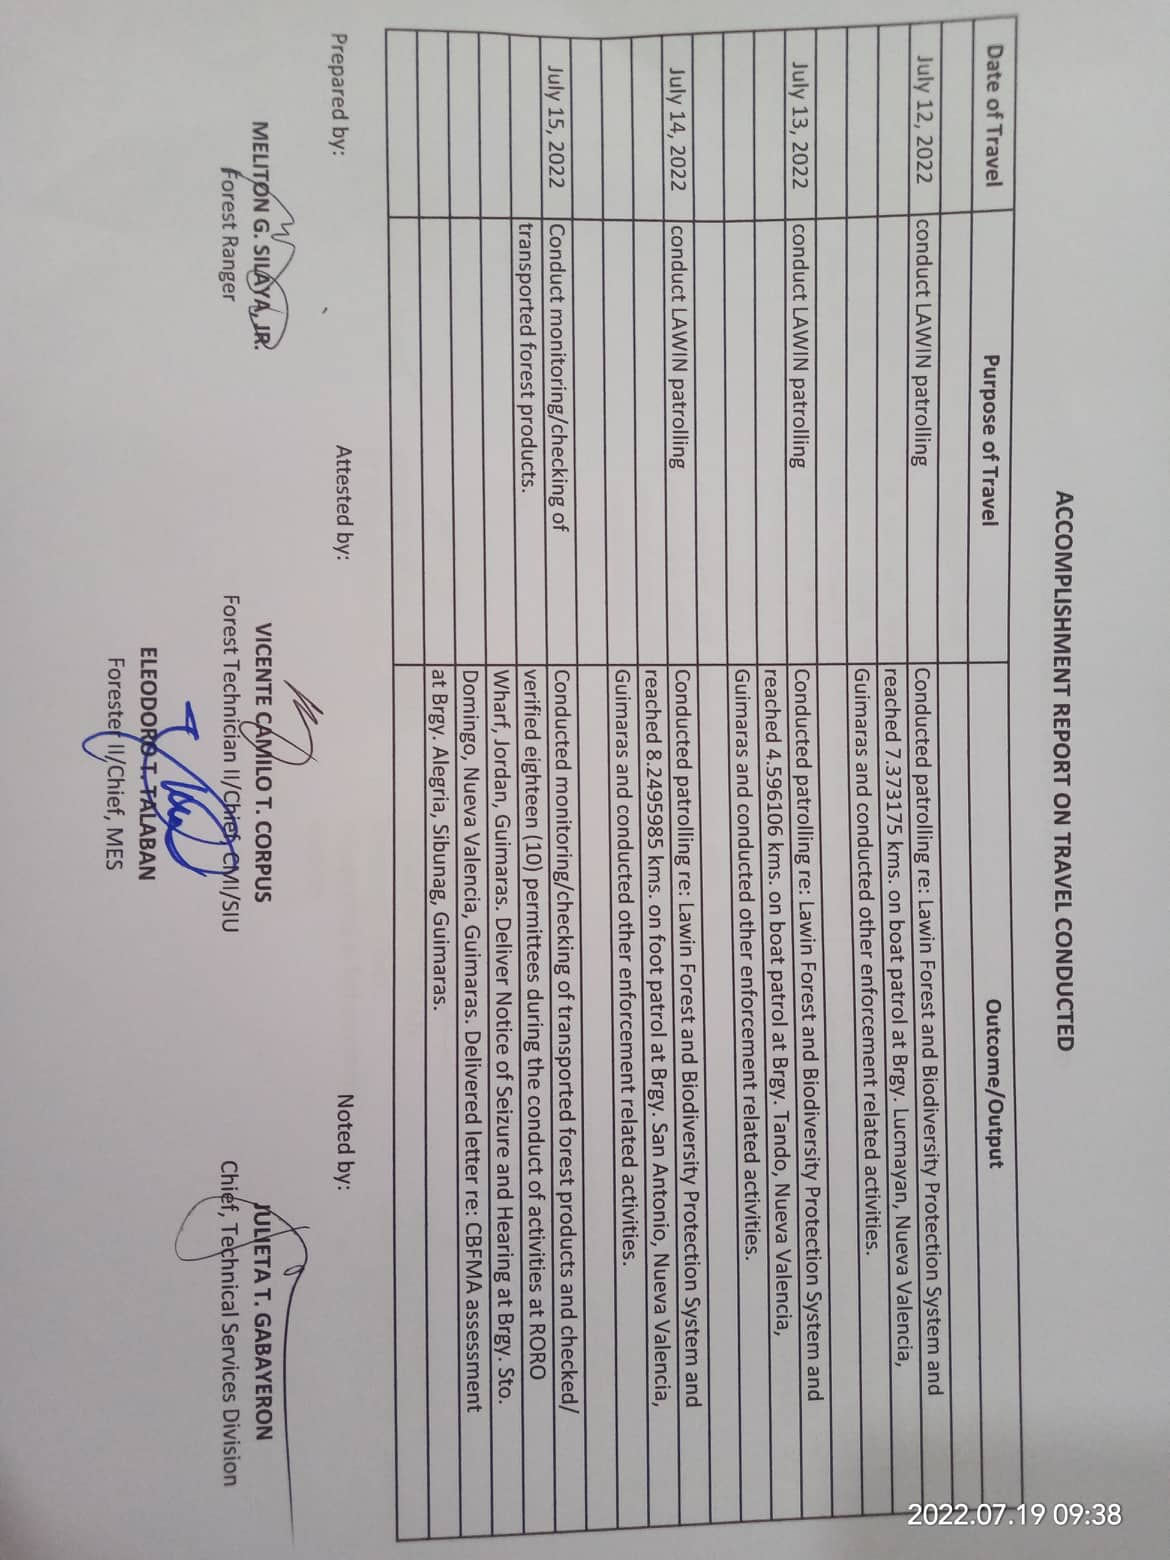 ACCOMPLISHMENT REPORT ON TRAVEL CONDUCTED
Date of Travel Purpose of Travel Outcome/Output
July 12, 2022 conduct LAWIN patrolling Conducted patrolling re: Lawin Forest and Biodiversity Protection System and
reached 7.373175 kms. on boat patrol at Brgy. Lucmayan, Nueva Valencia,
Guimaras and conducted other enforcement related activities.
July 13, 2022 conduct LAWIN patrolling Conducted patrolling re: Lawin Forest and Biodiversity Protection System and
reached 4.596106 kms. on boat patrol at Brgy. Tando, Nueva Valencia,
Guimaras and conducted other enforcement related activities.
July 14, 2022 conduct LAWIN patrolling Conducted patrolling re: Lawin Forest and Biodiversity Protection System and
reached 8.2495985 kms. on foot patrol at Brgy. San Antonio, Nueva Valencia,
Guimaras and conducted other enforcement related activities.
July 15, 2022 Conduct monitoring/checking of Conducted monitoring/checking of transported forest products and checked/
transported forest products. verified eighteen (10) permittees during the conduct of activities at RORO
Wharf, Jordan, Guimaras. Deliver Notice of Seizure and Hearing at Brgy. Sto.
Domingo, Nueva Valencia, Guimaras. Delivered letter re: CBFMA assessment
at Brgy. Alegria, Sibunag, Guimaras.
Prepared by: Attested by: Noted by:
MELITON G. SILAYA, JR. VICENTE CAMILO T. CORPUS JULIETA T. GABAYERON
Forest Ranger Forest Technician II/Chief, CMI/SIU Chief, Technical Services Division
ELEODORO T. TALABAN
Forester II/Chief, MES
2022.07.19 09:38